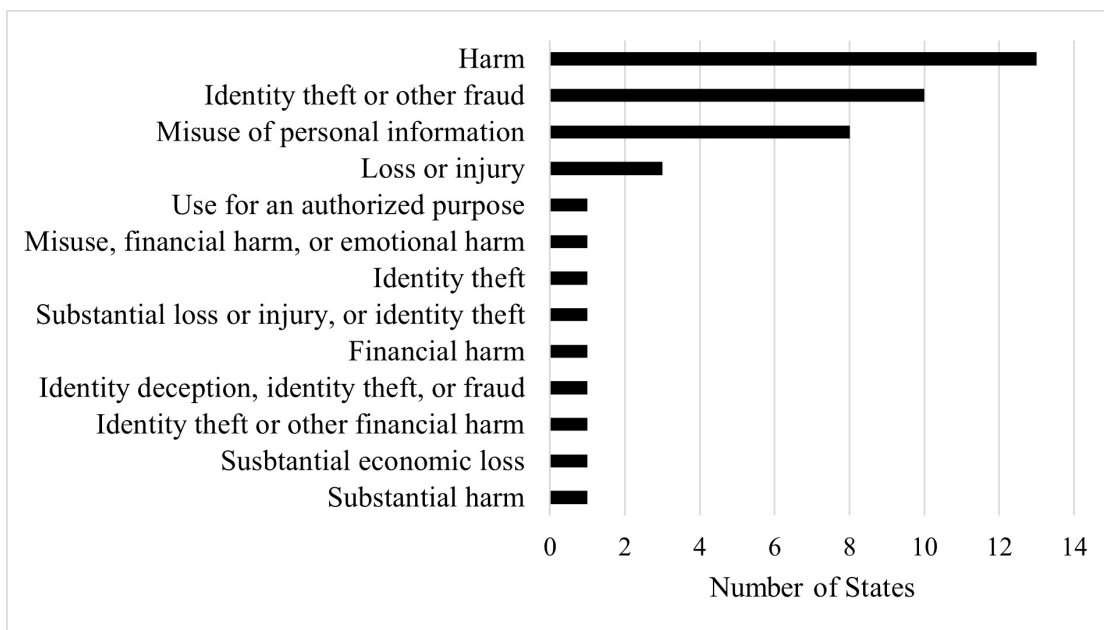 Harm
Identity theft or other fraud
Misuse of personal information
Loss or injury
Use for an authorized purpose
Misuse, financial harm, or emotional harm
Identity theft
Substantial loss or injury, or identity theft
Financial harm
Identity deception, identity theft, or fraud
Identity theft or other financial harm
Susbtantial economic loss
Substantial harm
0 2 4 6 8 10 12 14
Number of States